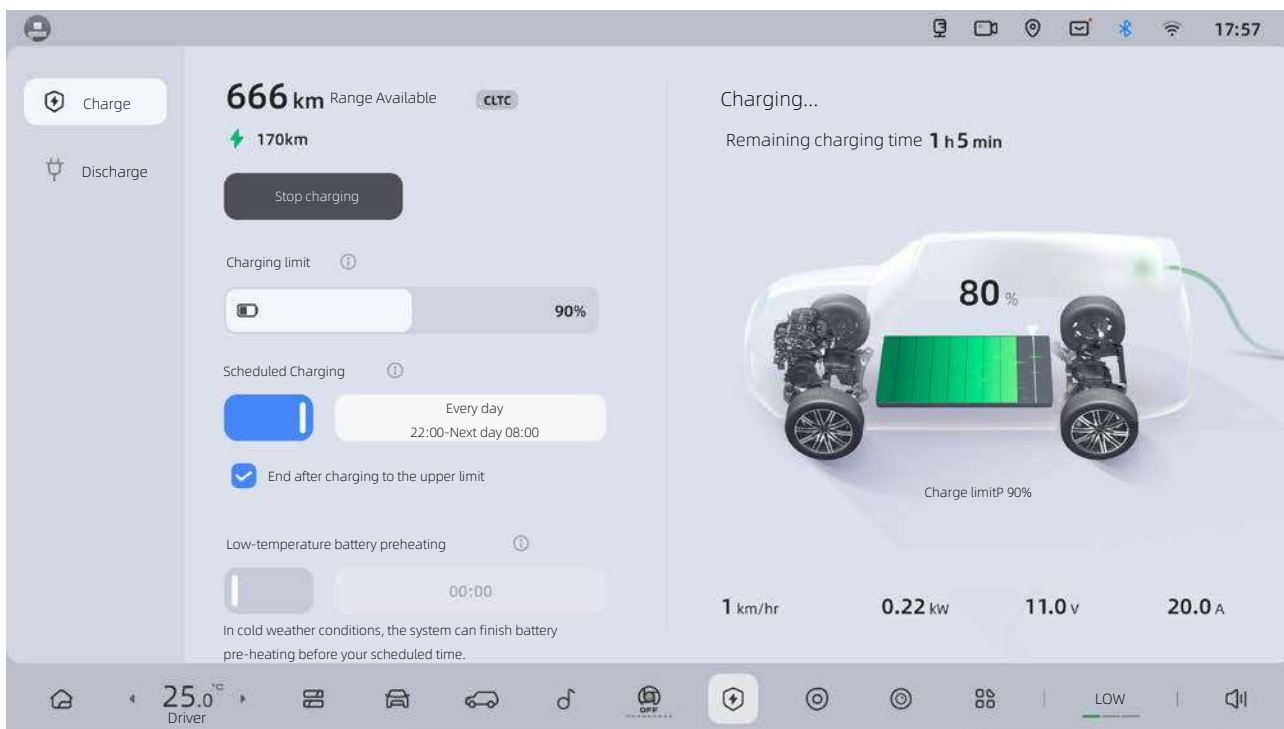 17:57
Charge
Discharge
666 km Range Available CLTC
170km
Stop charging
Charging limit
90%
Scheduled Charging
Every day
22:00-Next day 08:00
End after charging to the upper limit
Low-temperature battery preheating
00:00
In cold weather conditions, the system can finish battery
pre-heating before your scheduled time.
Charging...
Remaining charging time 1 h 5 min
80 %
Charge limitP 90%
1 km/hr 0.22 kw 11.0 v 20.0 A
25.0 °C
Driver
OFF
LOW